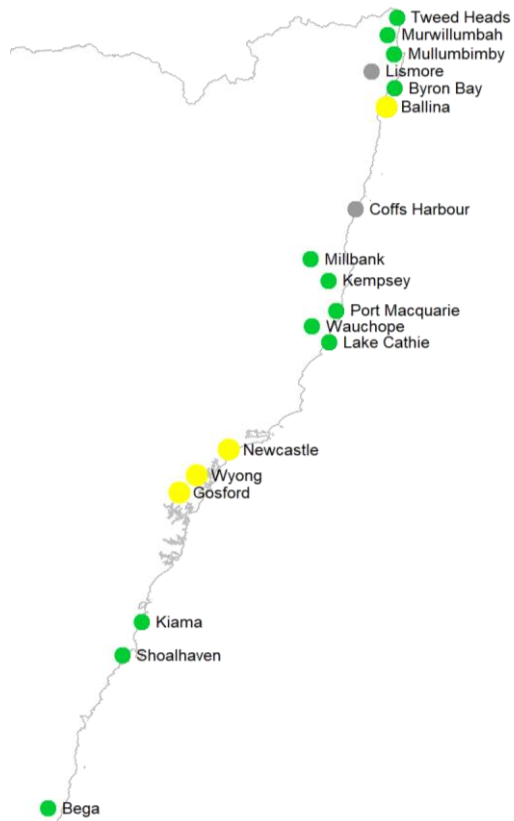 Tweed Heads
Murwillumbah
Mullumbimby
Lismore
Byron Bay
Ballina
Coffs Harbour
Millbank
Kempsey
Port Macquarie
Wauchope
Lake Cathie
Newcastle
Wyong
Gosford
Kiama
Shoalhaven
Bega